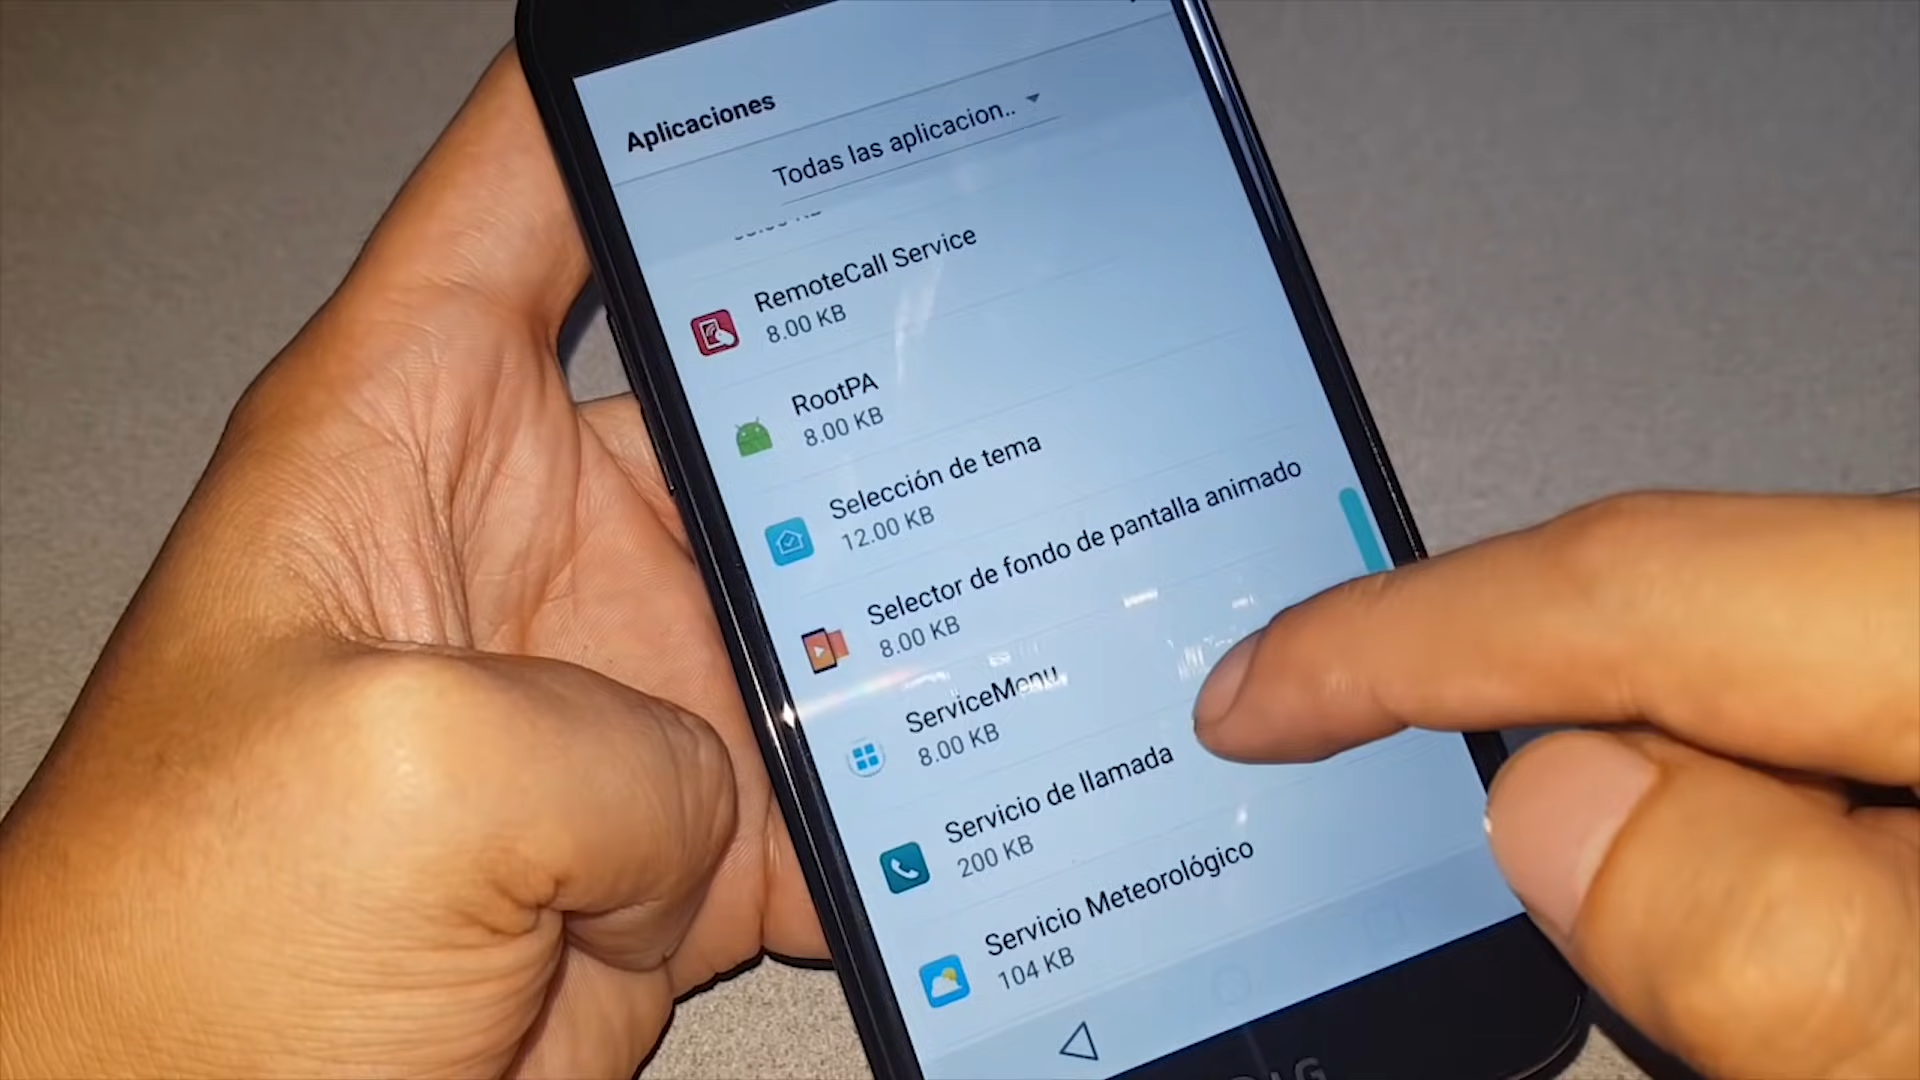 Aplicaciones
Todas las aplicacion..
RemoteCall Service
8.00 KB
RootPA
8.00 KB
Selección de tema
12.00 KB
Selector de fondo de pantalla animado
8.00 KB
ServiceMenu
8.00 KB
Servicio de llamada
200 KB
Servicio Meteorológico
104 KB
LG